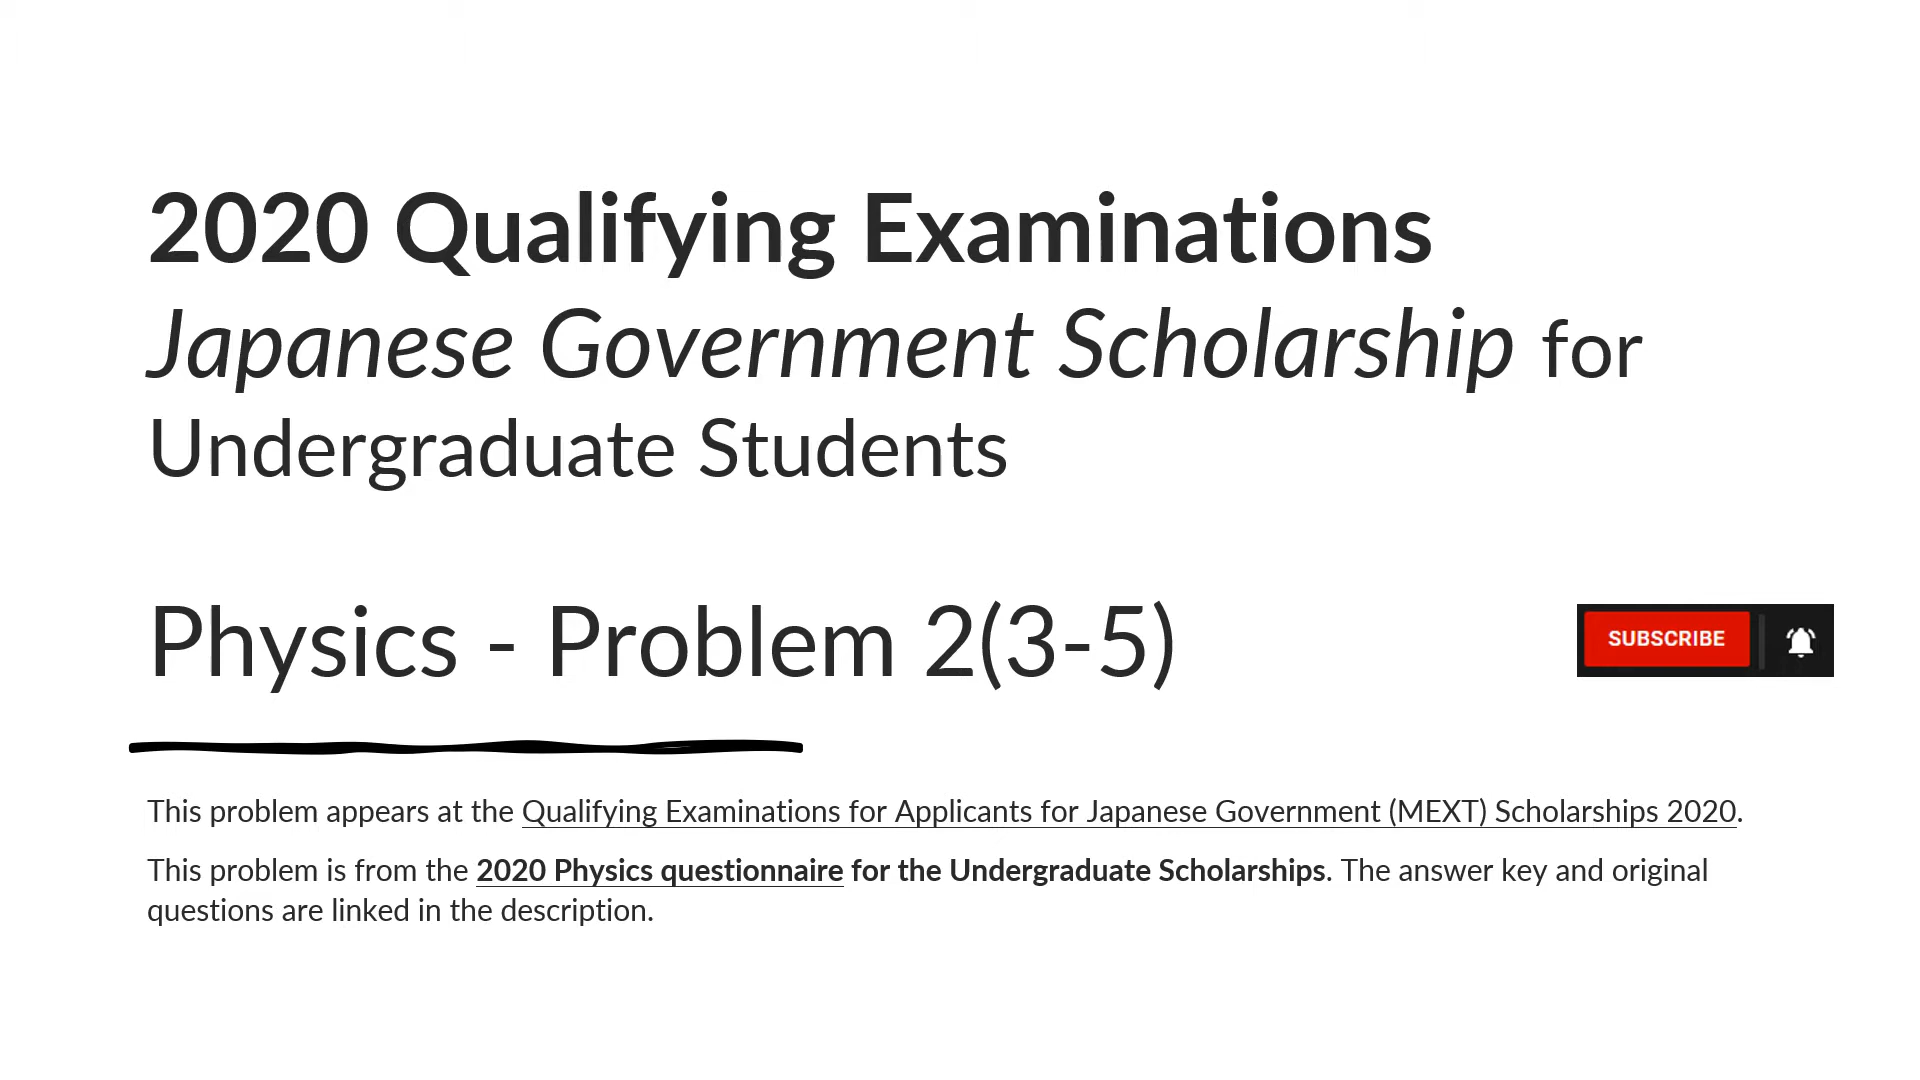 2020 Qualifying Examinations
Japanese Government Scholarship for
Undergraduate Students
Physics - Problem 2(3-5)
SUBSCRIBE
This problem appears at the Qualifying Examinations for Applicants for Japanese Government (MEXT) Scholarships 2020.
This problem is from the 2020 Physics questionnaire for the Undergraduate Scholarships. The answer key and original
questions are linked in the description.